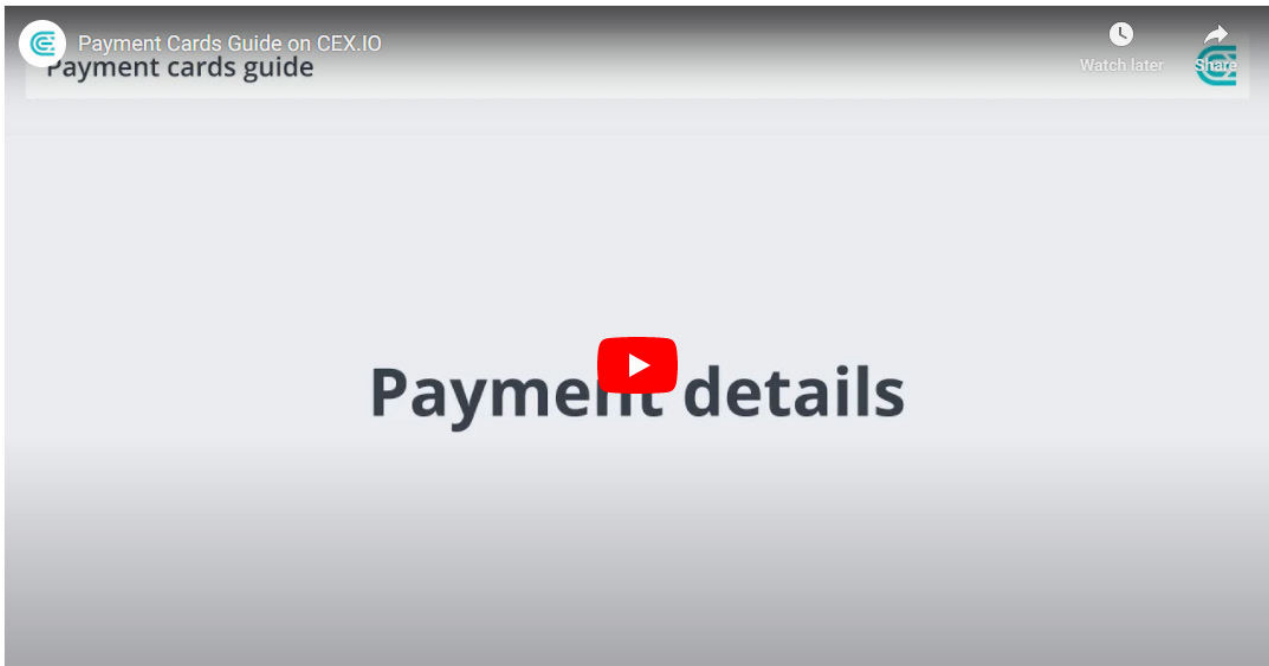 Payment Cards Guide on CEX.IO
Payment cards guide
Watch later
Share
Payment details